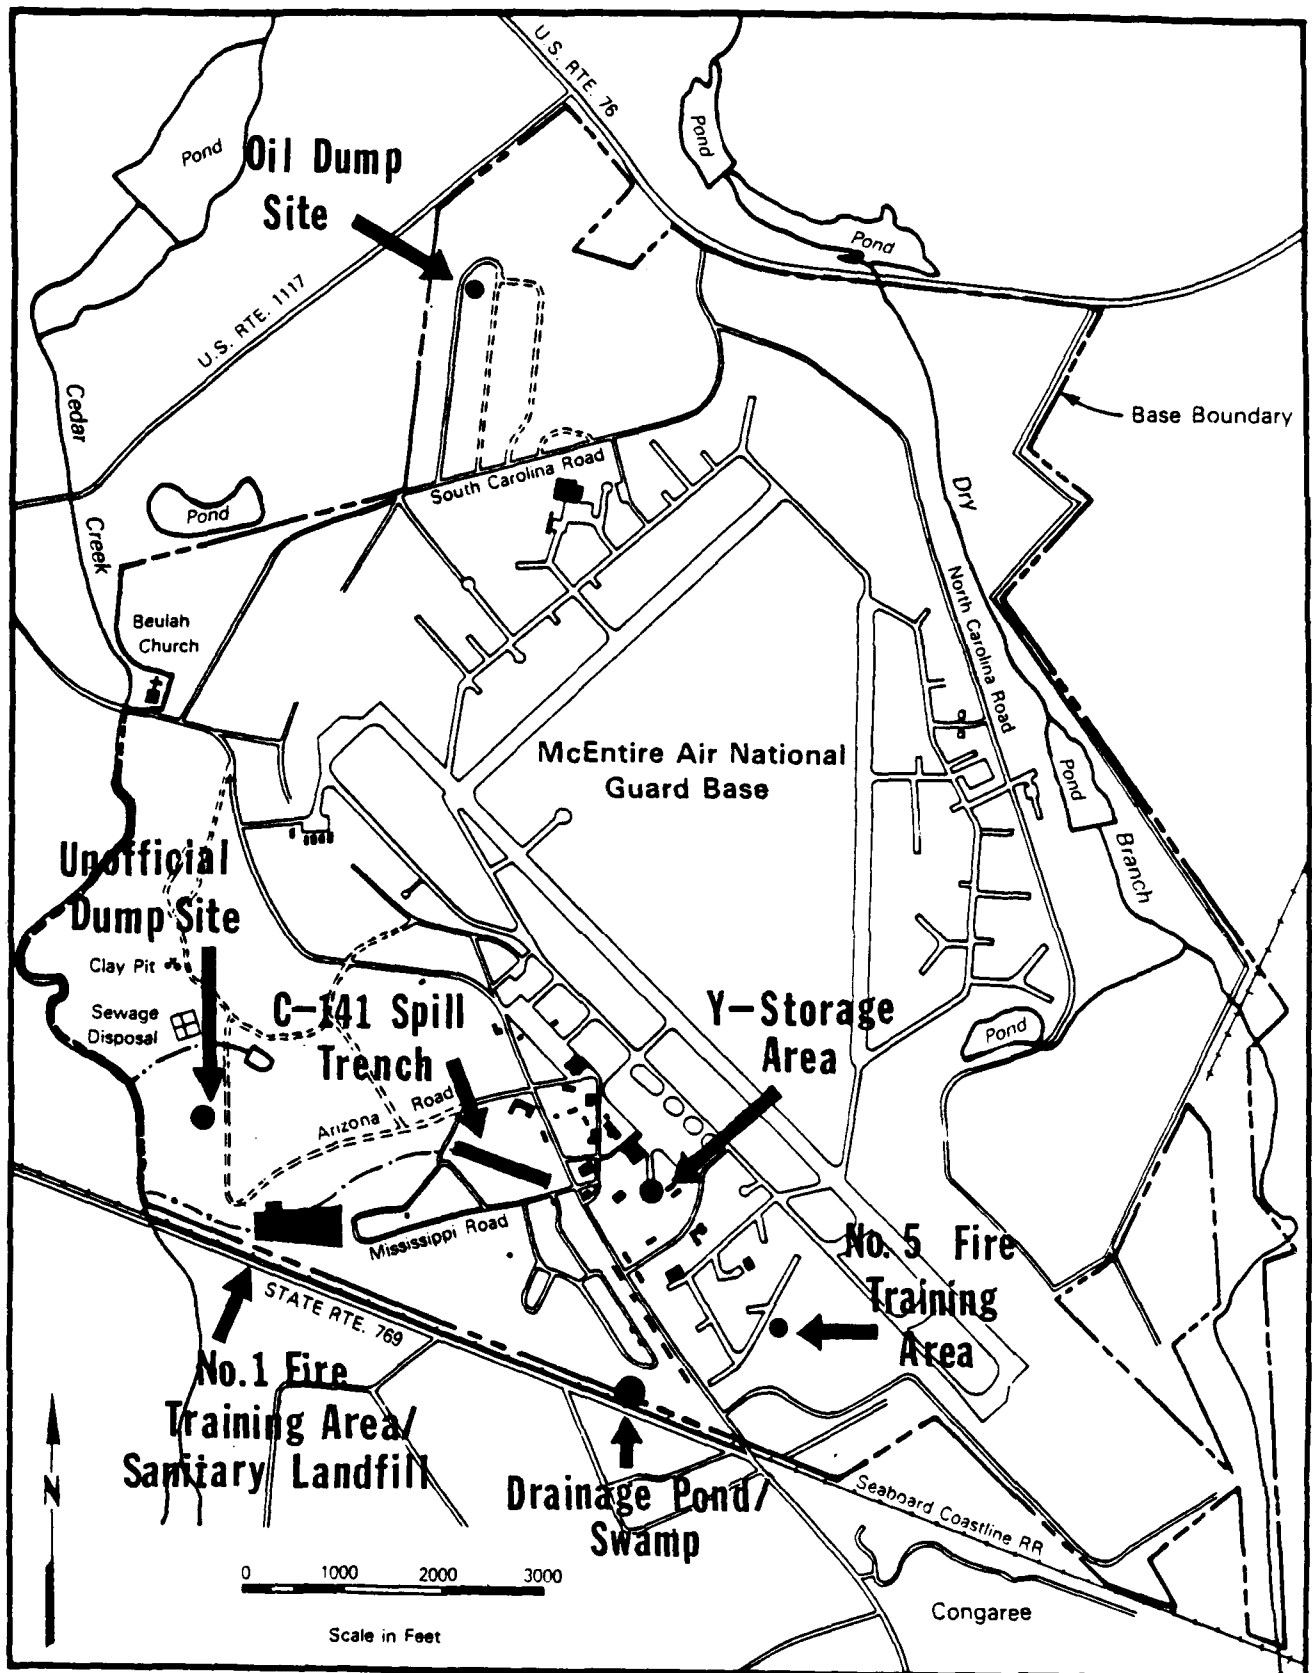 U.S. RTE. 76
Pond
Pond
Oil Dump
Site
Pond
U.S. RTE. 1117
Cedar
Creek
Base Boundary
South Carolina Road
Pond
Dry
Branch
North Carolina Road
Beulah
Church
McEntire Air National
Guard Base
Pond
Unofficial
Dump Site
Clay Pit
Sewage
Disposal
C-141 Spill
Trench
Y-Storage
Area
Pond
Arizona Road
Mississippi Road
No. 5 Fire
Training
Area
STATE RTE. 769
No.1 Fire
Training Area/
Sanitary Landfill
Drainage Pond/
Swamp
Seaboard Coastline RR
Congaree
N
0 1000 2000 3000
Scale in Feet